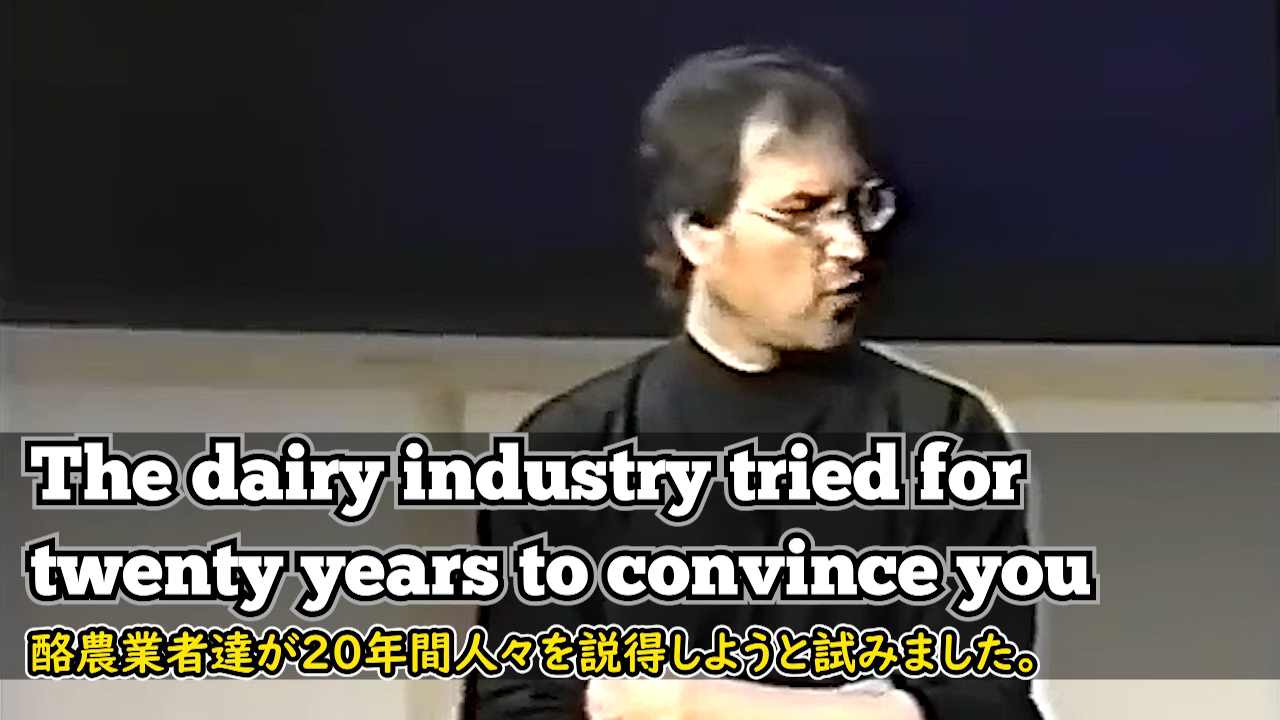 The dairy industry tried for
twenty years to convince you
酪農業者達が20年間人々を説得しようと試みました。